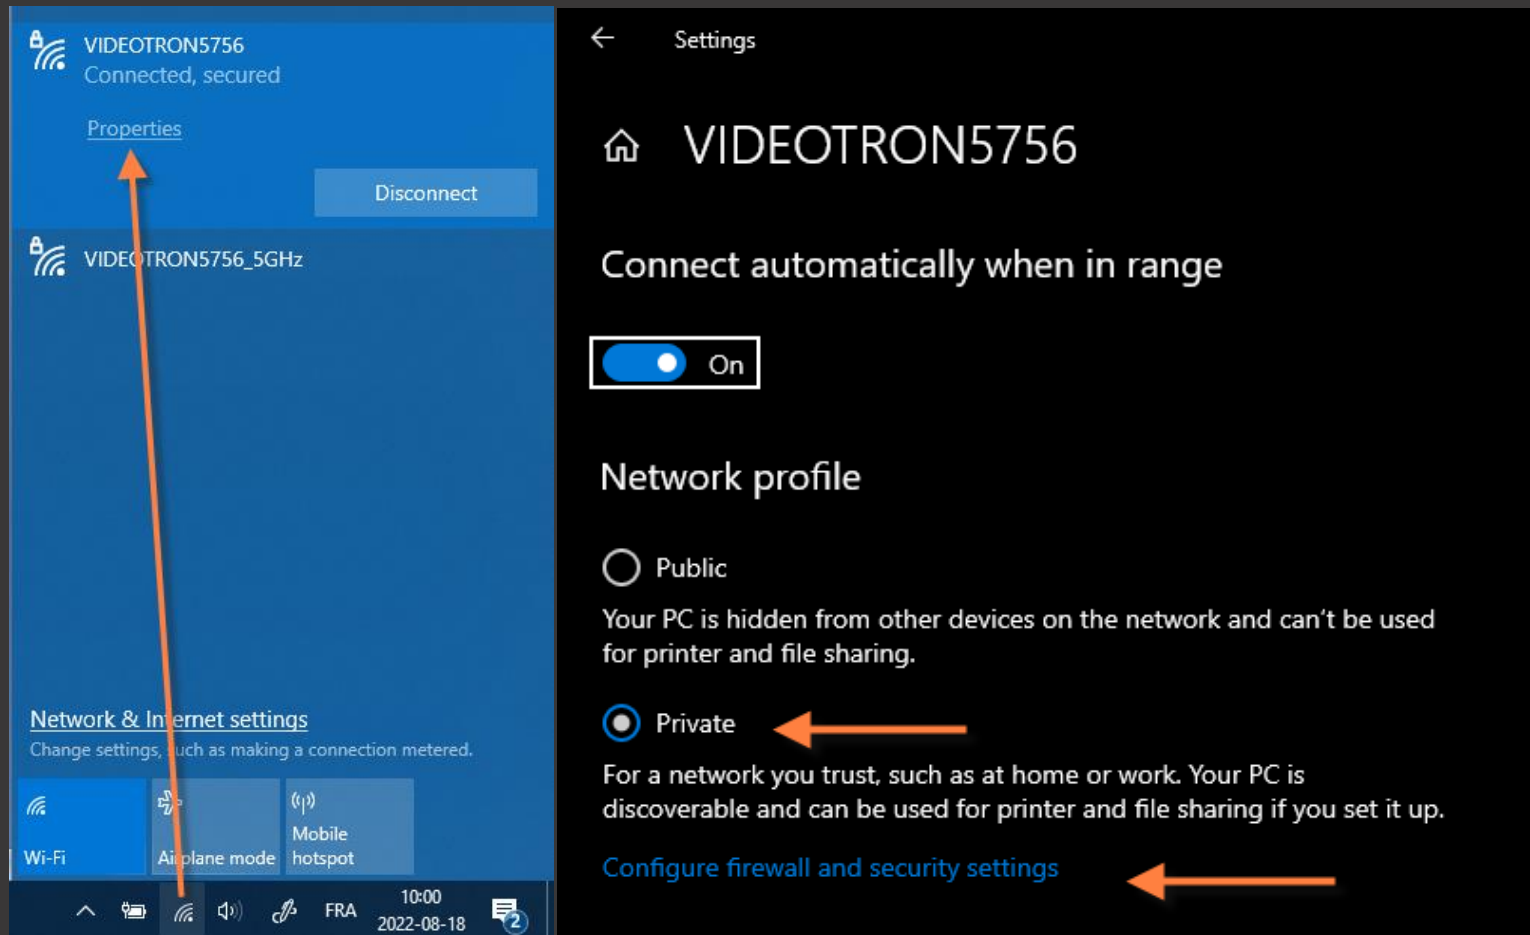 VIDEOTRON5756
Connected, secured
Properties
Disconnect
VIDEOTRON5756_5GHz
Network & Internet settings
Change settings, such as making a connection metered.
Wi-Fi
Airplane mode
Mobile
hotspot
FRA
10:00
2022-08-18
2
Settings
VIDEOTRON5756
Connect automatically when in range
On
Network profile
Public
Your PC is hidden from other devices on the network and can't be used
for printer and file sharing.
Private
For a network you trust, such as at home or work. Your PC is
discoverable and can be used for printer and file sharing if you set it up.
Configure firewall and security settings